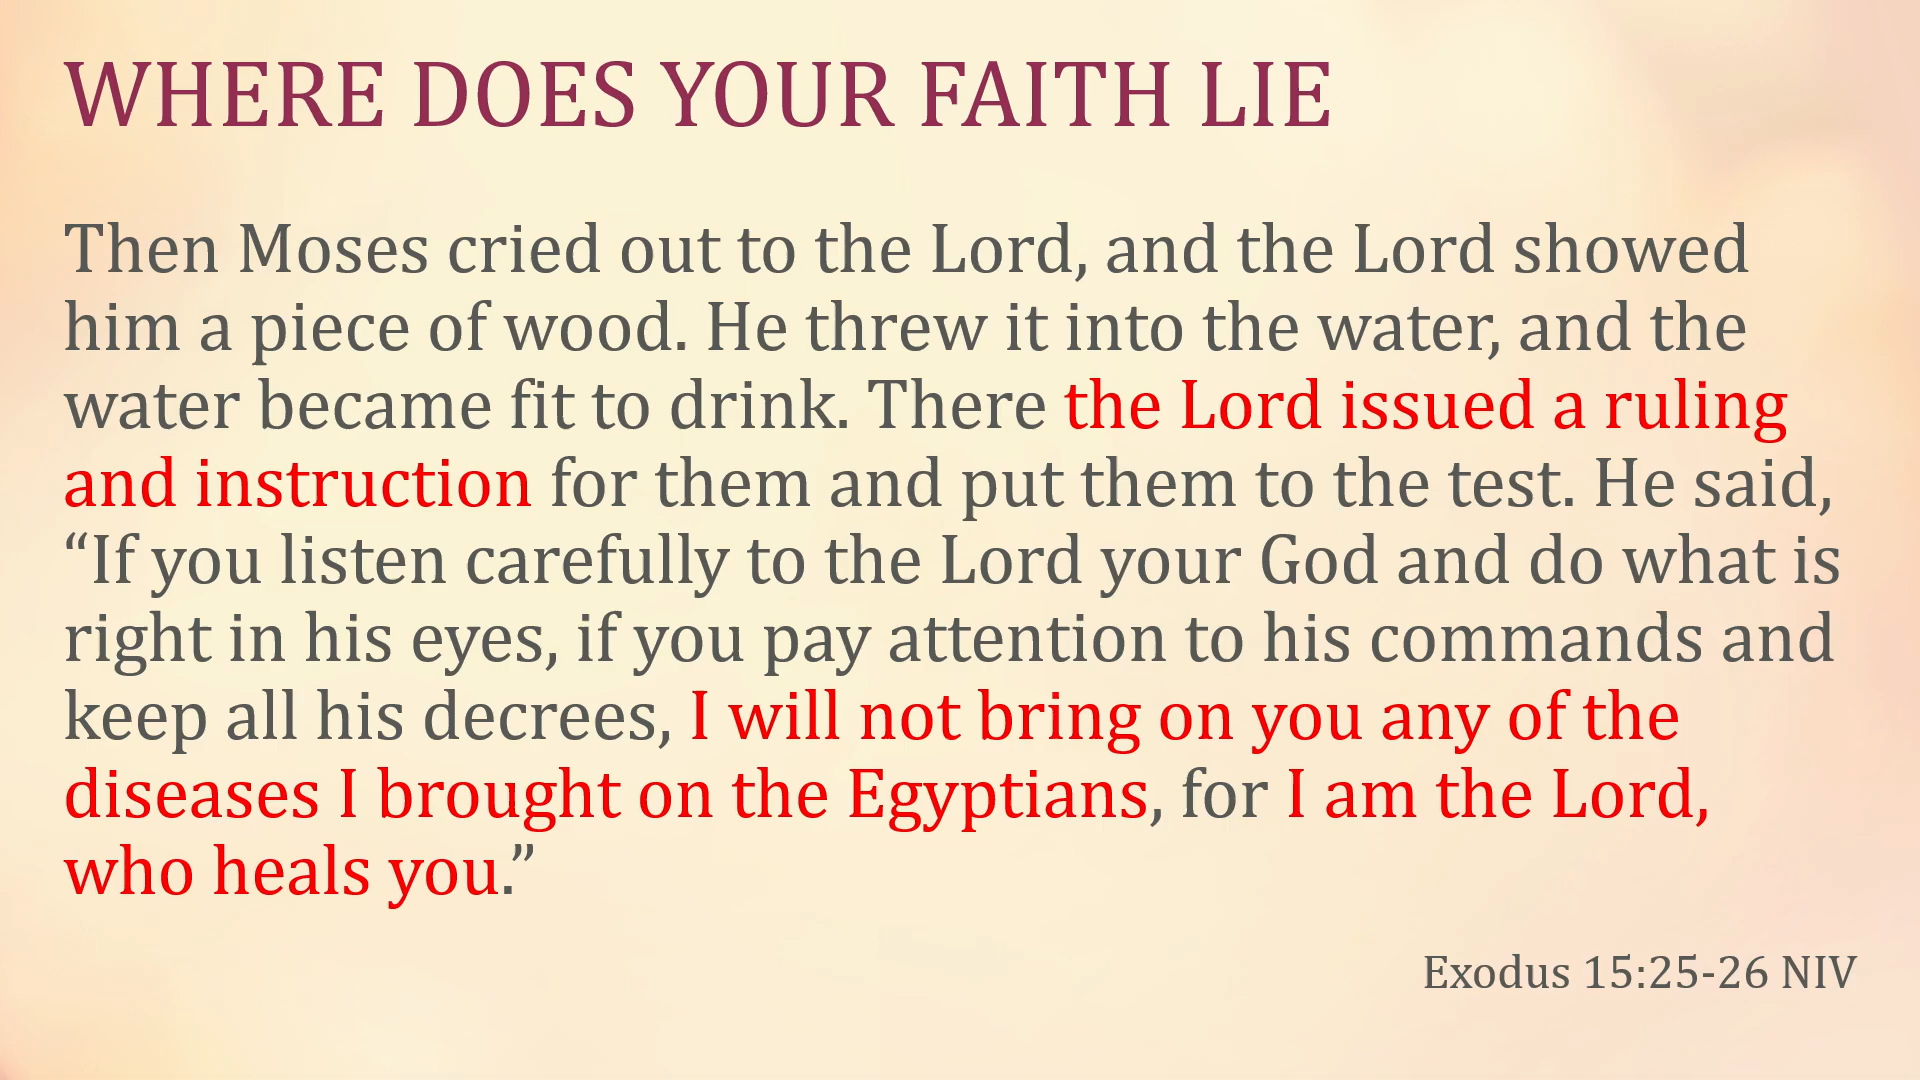 WHERE DOES YOUR FAITH LIE
Then Moses cried out to the Lord, and the Lord showed
him a piece of wood. He threw it into the water, and the
water became fit to drink. There the Lord issued a ruling
and instruction for them and put them to the test. He said,
“If you listen carefully to the Lord your God and do what is
right in his eyes, if you pay attention to his commands and
keep all his decrees, I will not bring on you any of the
diseases I brought on the Egyptians, for I am the Lord,
who heals you.”
Exodus 15:25-26 NIV